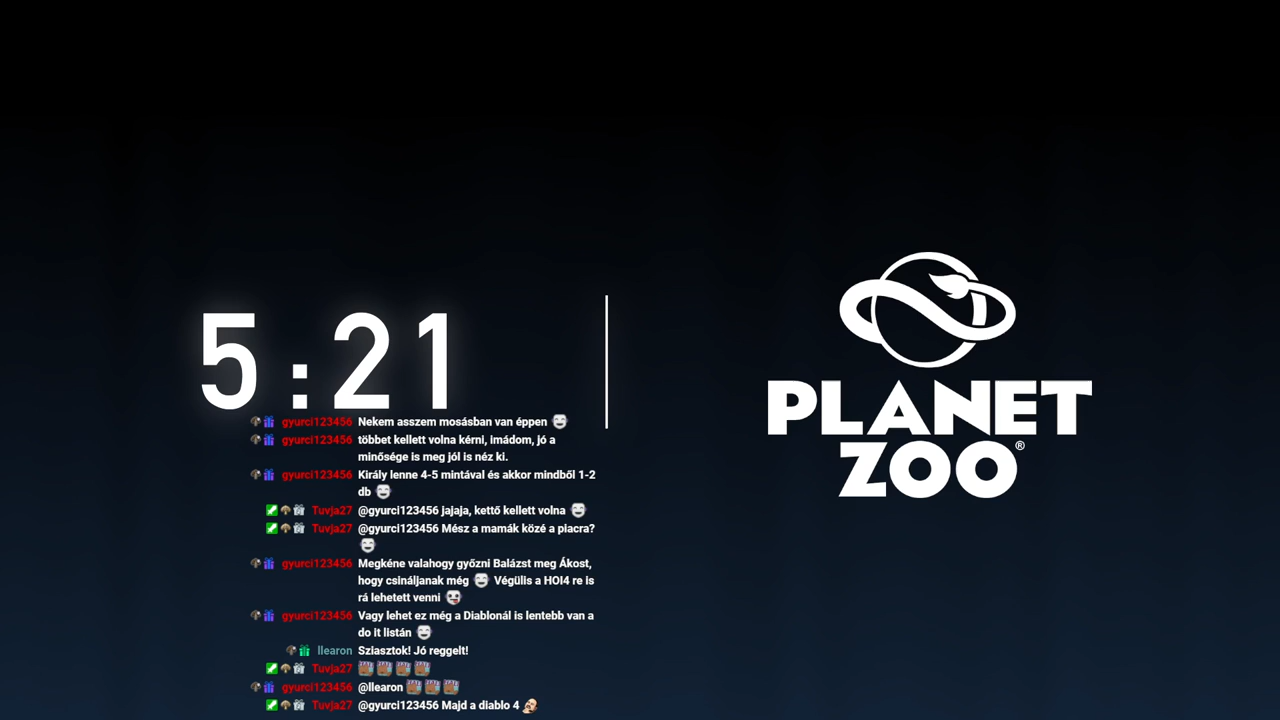 5:21
gyurci123456 Nekem asszem mosásban van éppen
gyurci123456 többet kellett volna kérni, imádom, jó a
minősége is meg jól is néz ki.
gyurci123456 Király lenne 4-5 mintával és akkor mindből 1-2
db
Tuvja27 @gyurci123456 jajaja, kettő kellett volna
Tuvja27 @gyurci123456 Mész a mamák közé a piacra?
gyurci123456 Megkéne valahogy győzni Balázst meg Ákost,
hogy csináljanak még Végülis a HOI4 re is
rá lehetett venni
gyurci123456 Vagy lehet ez még a Diablonál is lentebb van a
do it listán
llearon Sziasztok! Jó reggelt!
Tuvja27
gyurci123456 @llearon
Tuvja27 @gyurci123456 Majd a diablo 4
PLANET
ZOO®